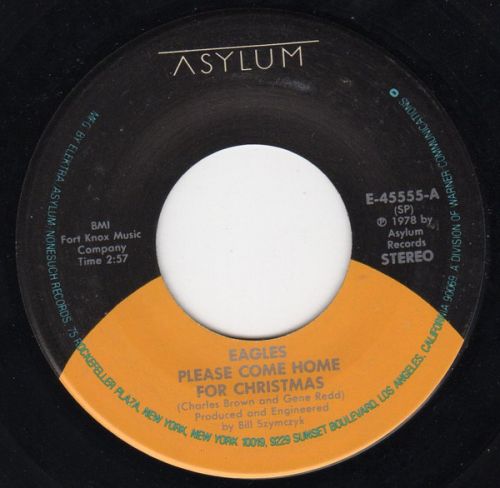 ASYLUM
MFG. BY ELEKTRA/ASYLUM/NONESUCH RECORDS, 75 ROCKEFELLER PLAZA, NEW YORK, NEW YORK 10019, 9229 SUNSET BOULEVARD, LOS ANGELES, CALIFORNIA 90069. A DIVISION OF WARNER COMMUNICATIONS
BMI
Fort Knox Music
Company
Time 2:57
E-45555-A
(SP)
℗ 1978 by
Asylum
Records
STEREO
EAGLES
PLEASE COME HOME
FOR CHRISTMAS
(Charles Brown and Gene Redd)
Produced and Engineered
by Bill Szymczyk